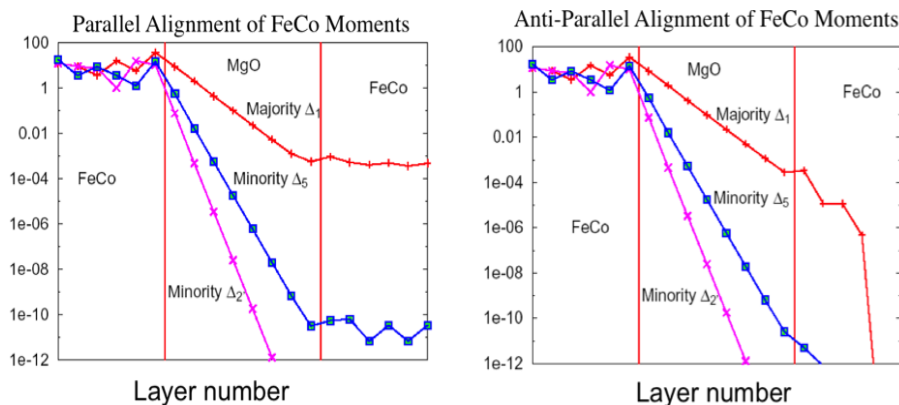 Parallel Alignment of FeCo Moments
100
1
0.01
1e-04
1e-06
1e-08
1e-10
1e-12
MgO
FeCo
Majority Δ1
FeCo
Minority Δ5
Minority Δ2'
Layer number
Anti-Parallel Alignment of FeCo Moments
100
1
0.01
1e-04
1e-06
1e-08
1e-10
1e-12
MgO
FeCo
Majority Δ1
Minority Δ5
FeCo
Minority Δ2'
Layer number